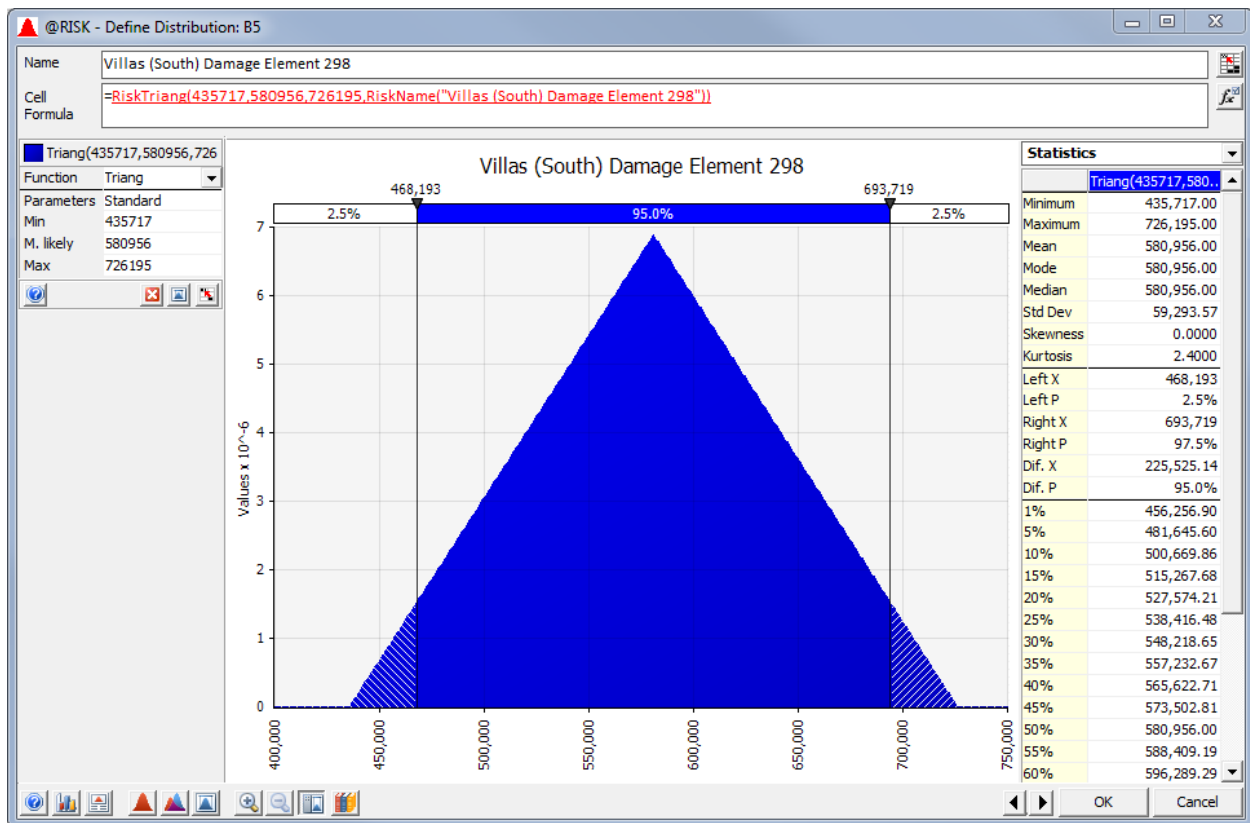 @RISK - Define Distribution: B5
Name Villas (South) Damage Element 298
Cell Formula =RiskTriang(435717,580956,726195,RiskName("Villas (South) Damage Element 298"))
Triang(435717,580956,726
Function Triang
Parameters Standard
Min 435717
M. likely 580956
Max 726195
Villas (South) Damage Element 298
468,193 693,719
2.5% 95.0% 2.5%
Values x 10^-6
7
6
5
4
3
2
1
0
400,000 450,000 500,000 550,000 600,000 650,000 700,000 750,000
Statistics
Triang(435717,580..
Minimum 435,717.00
Maximum 726,195.00
Mean 580,956.00
Mode 580,956.00
Median 580,956.00
Std Dev 59,293.57
Skewness 0.0000
Kurtosis 2.4000
Left X 468,193
Left P 2.5%
Right X 693,719
Right P 97.5%
Dif. X 225,525.14
Dif. P 95.0%
1% 456,256.90
5% 481,645.60
10% 500,669.86
15% 515,267.68
20% 527,574.21
25% 538,416.48
30% 548,218.65
35% 557,232.67
40% 565,622.71
45% 573,502.81
50% 580,956.00
55% 588,409.19
60% 596,289.29
OK Cancel